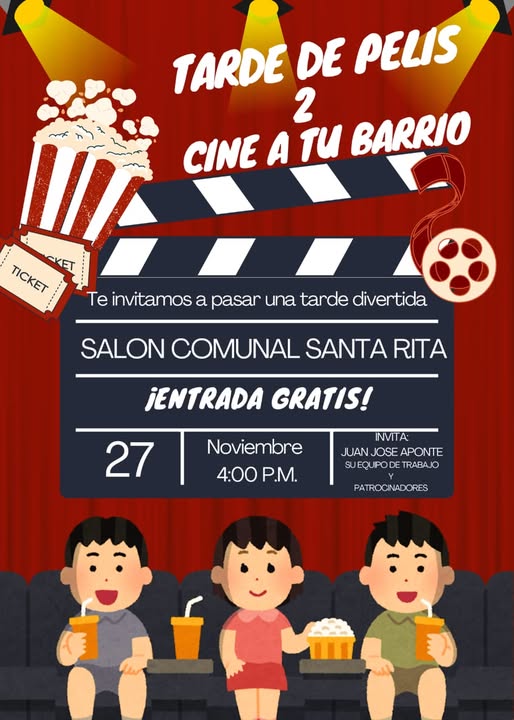 TARDE DE PELIS
2
CINE A TU BARRIO
TICKET
TICKET
Te invitamos a pasar una tarde divertida
SALON COMUNAL SANTA RITA
¡ENTRADA GRATIS!
27
Noviembre
4:00 P.M.
INVITA:
JUAN JOSE APONTE
SU EQUIPO DE TRABAJO
Y
PATROCINADORES